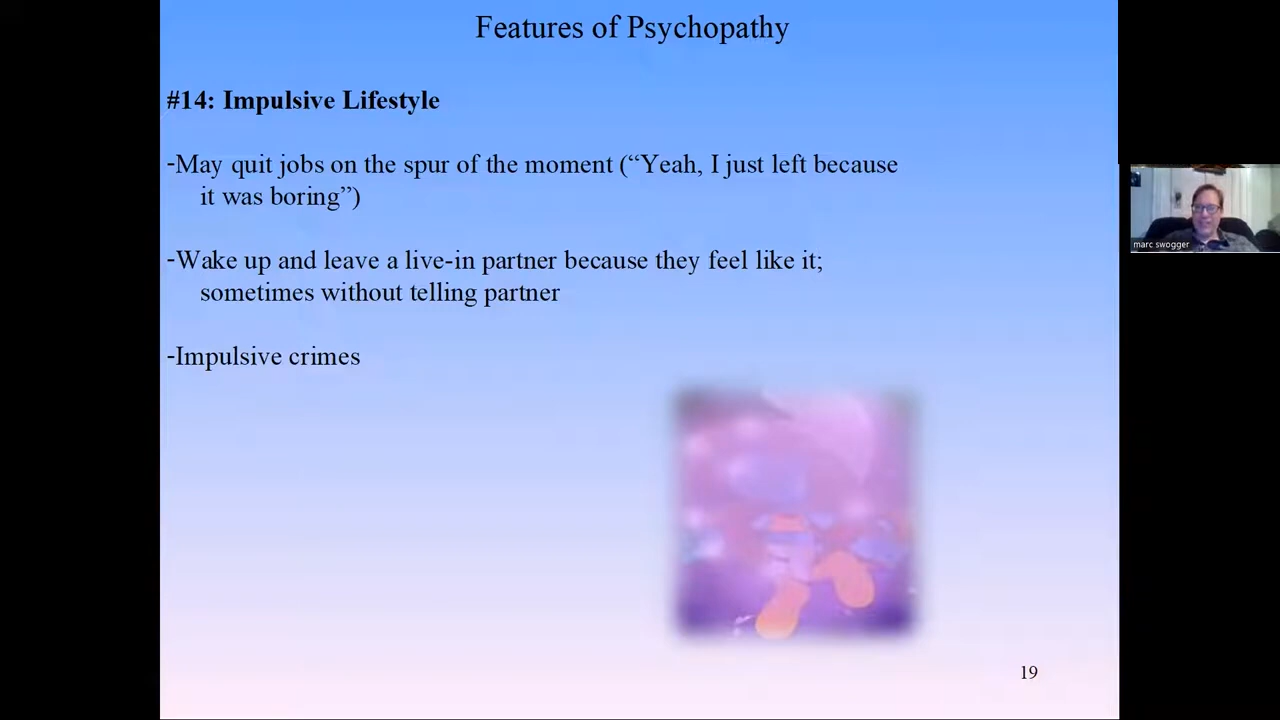 Features of Psychopathy
#14: Impulsive Lifestyle
-May quit jobs on the spur of the moment (“Yeah, I just left because
it was boring”)
-Wake up and leave a live-in partner because they feel like it;
sometimes without telling partner
-Impulsive crimes
marc swogger
19